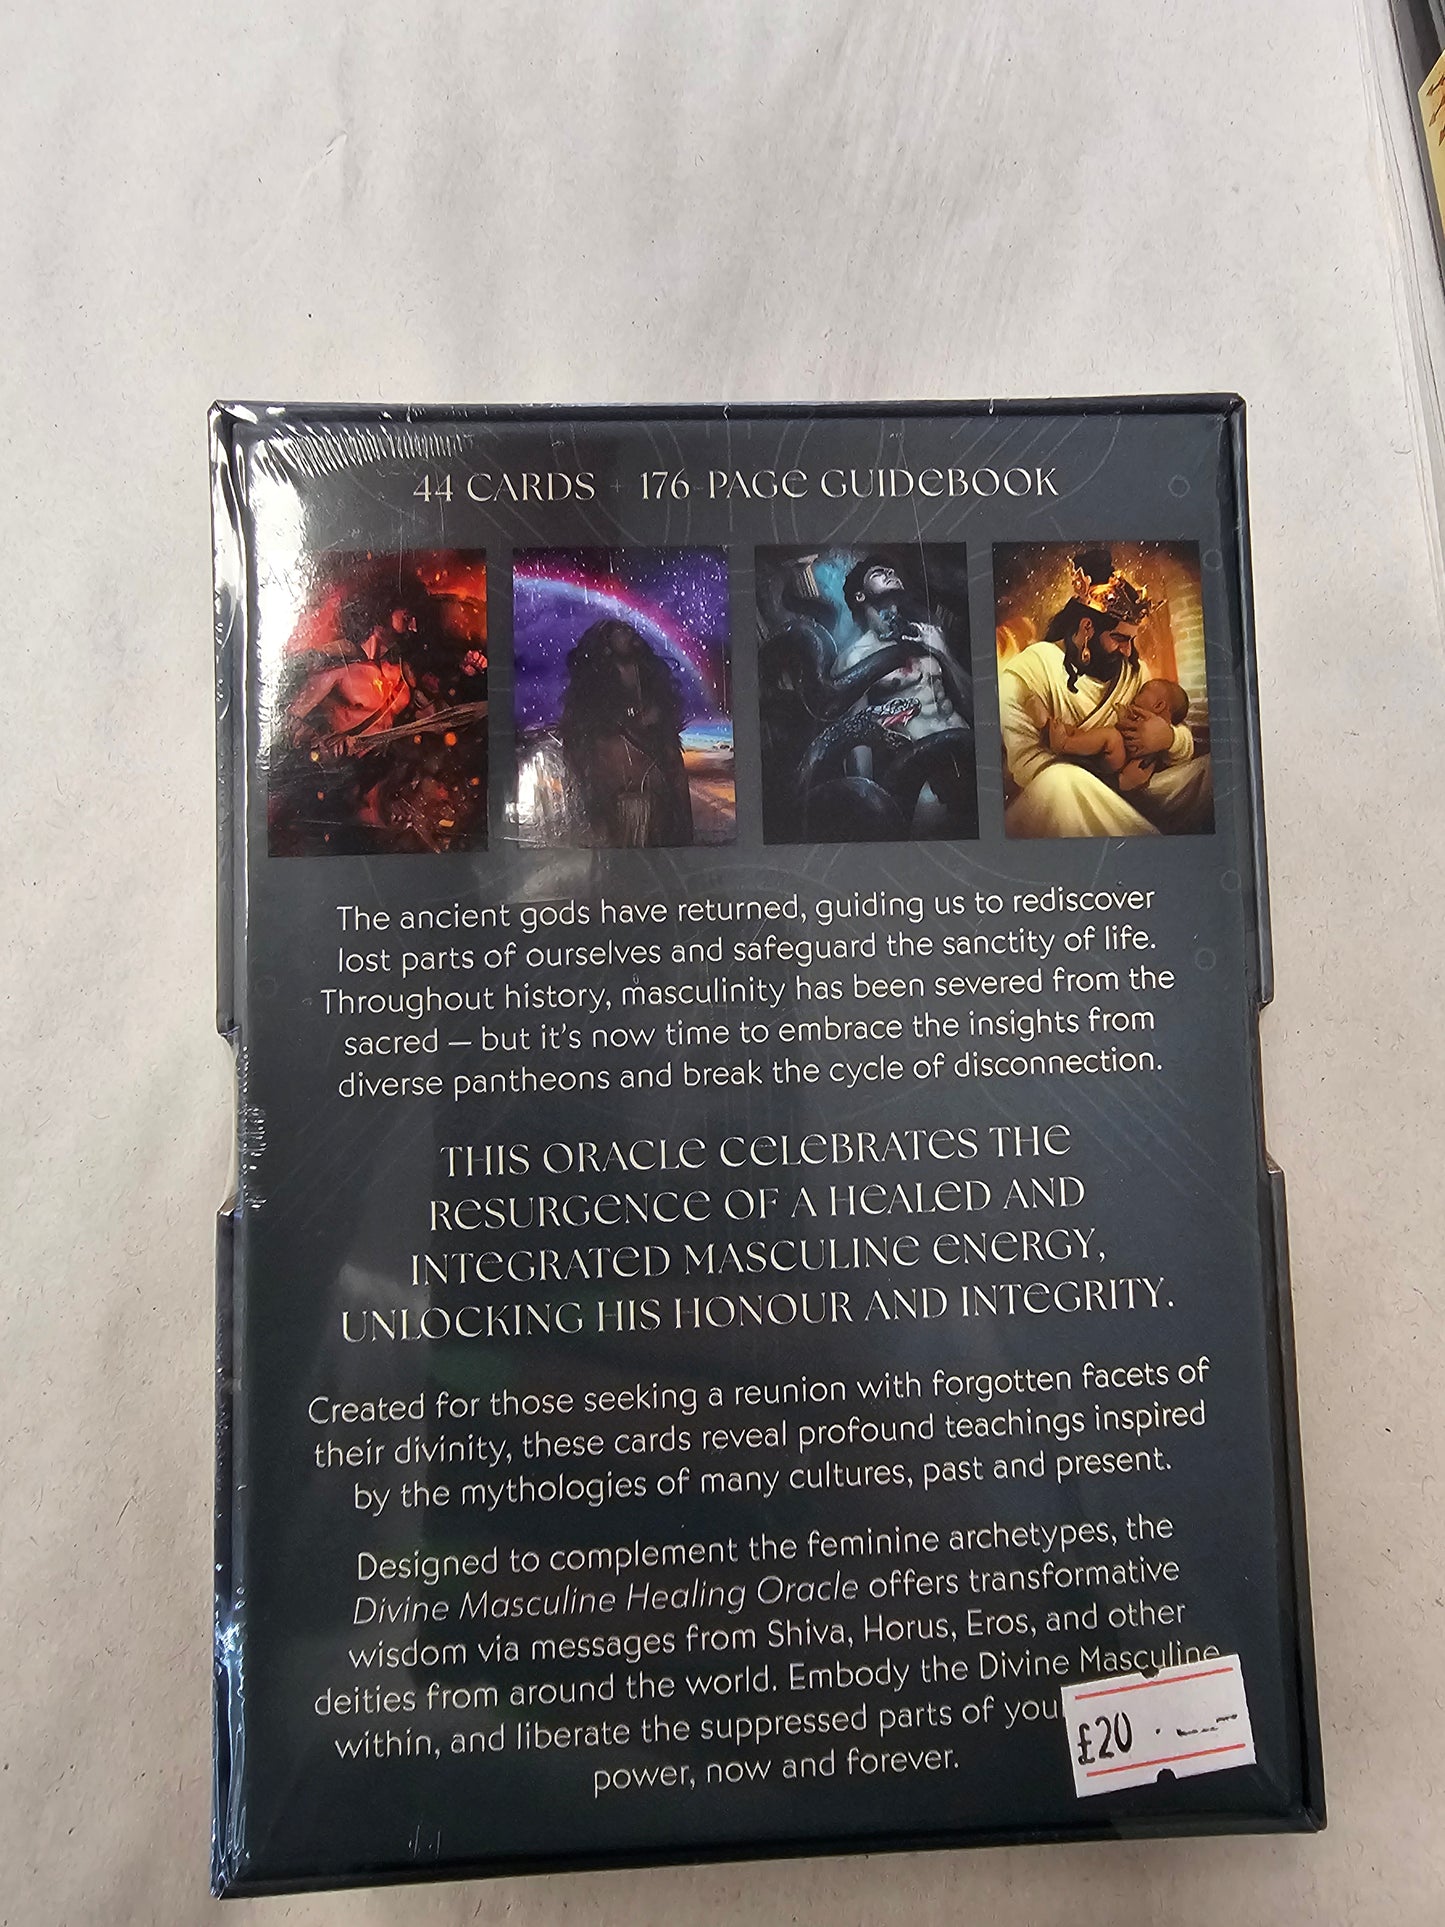 44 CARDS + 176-PAGE GUIDEBOOK
The ancient gods have returned, guiding us to rediscover
lost parts of ourselves and safeguard the sanctity of life.
Throughout history, masculinity has been severed from the
sacred — but it's now time to embrace the insights from
diverse pantheons and break the cycle of disconnection.
THIS ORACLE CELEBRATES THE
RESURGENCE OF A HEALED AND
INTEGRATED MASCULINE ENERGY,
UNLOCKING HIS HONOUR AND INTEGRITY.
Created for those seeking a reunion with forgotten facets of
their divinity, these cards reveal profound teachings inspired
by the mythologies of many cultures, past and present.
Designed to complement the feminine archetypes, the
Divine Masculine Healing Oracle offers transformative
wisdom via messages from Shiva, Horus, Eros, and other
deities from around the world. Embody the Divine Masculine
within, and liberate the suppressed parts of
power, now and forever.
£20